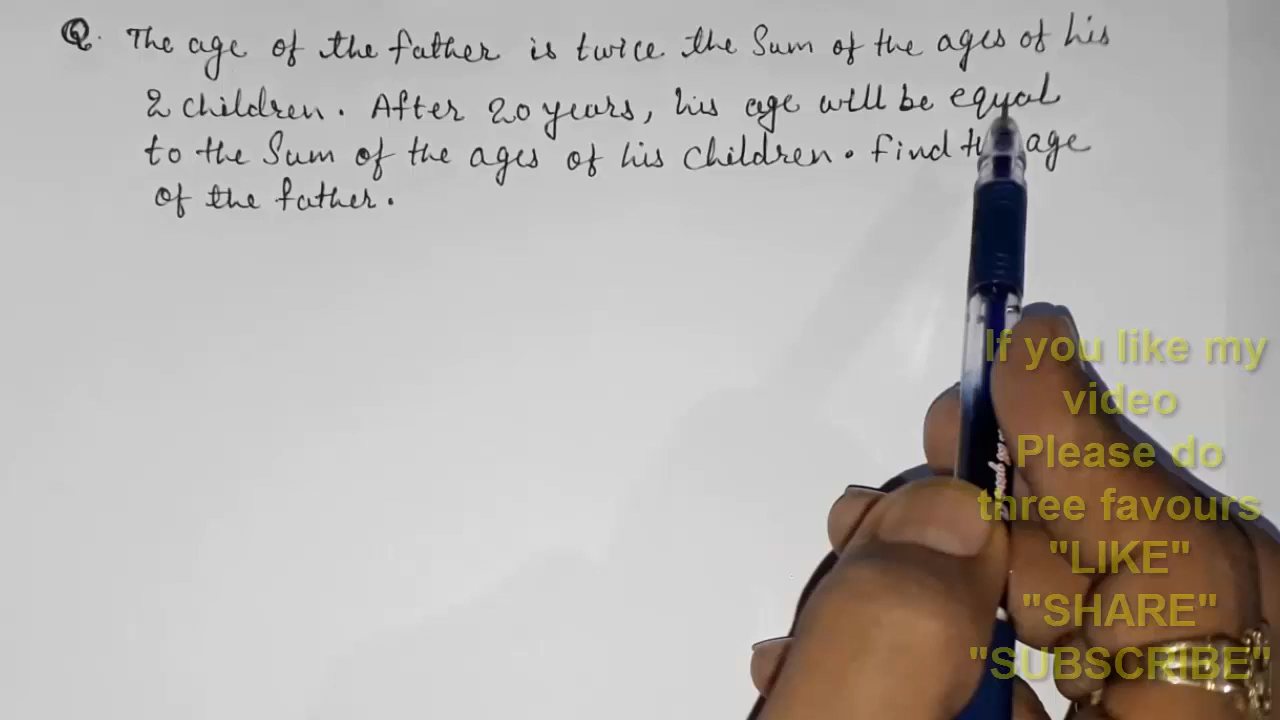 Q. The age of the father is twice the Sum of the ages of his
2 children. After 20 years, his age will be equal
to the Sum of the ages of his children. Find age
of the father.
If you like my
video
Please do
three favours
"LIKE"
"SHARE"
"SUBSCRIBE"